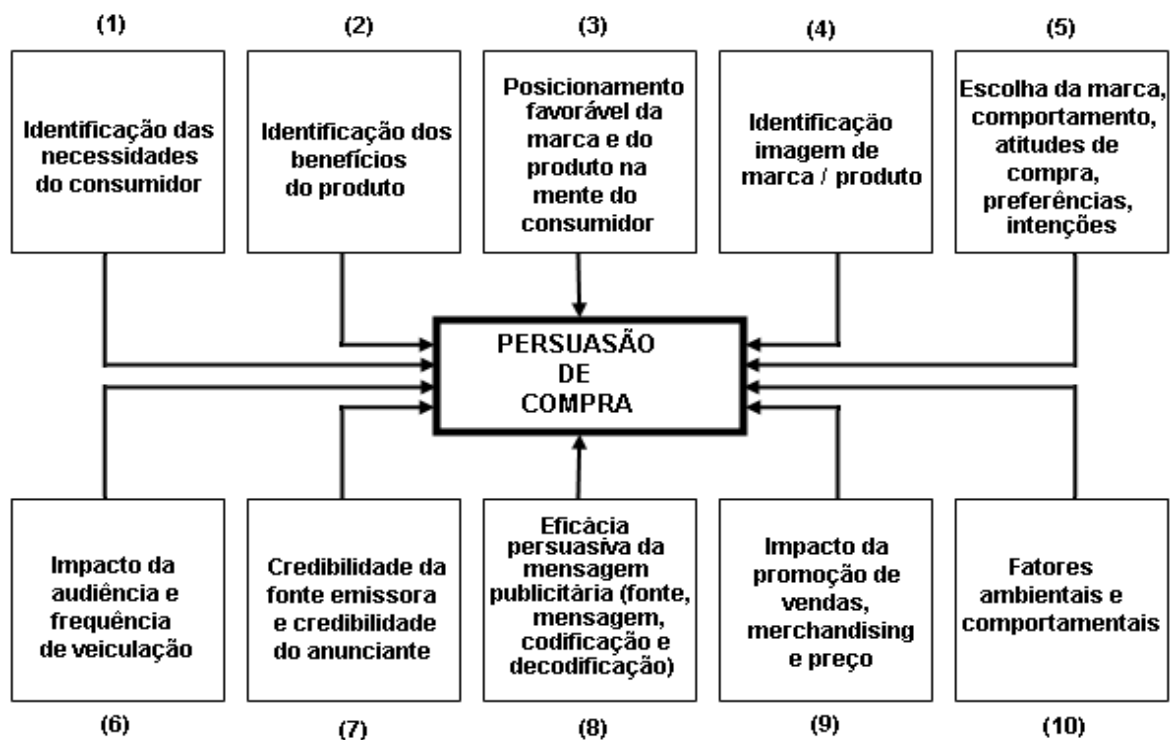 (1)
(2)
(3)
(4)
(5)
Identificação das
necessidades
do consumidor
Identificação dos
benefícios
do produto
Posicionamento
favorável da
marca e do
produto na
mente do
consumidor
Identificação
imagem de
marca / produto
Escolha da marca,
comportamento,
atitudes de
compra,
preferências,
intenções
PERSUASÃO
DE
COMPRA
Impacto da
audiência e
frequência
de veiculação
Credibilidade da
fonte emissora
e credibilidade
do anunciante
Eficácia
persuasiva da
mensagem
publicitária (fonte,
mensagem,
codificação e
decodificação)
Impacto da
promoção de
vendas,
merchandising
e preço
Fatores
ambientais e
comportamentais
(6)
(7)
(8)
(9)
(10)